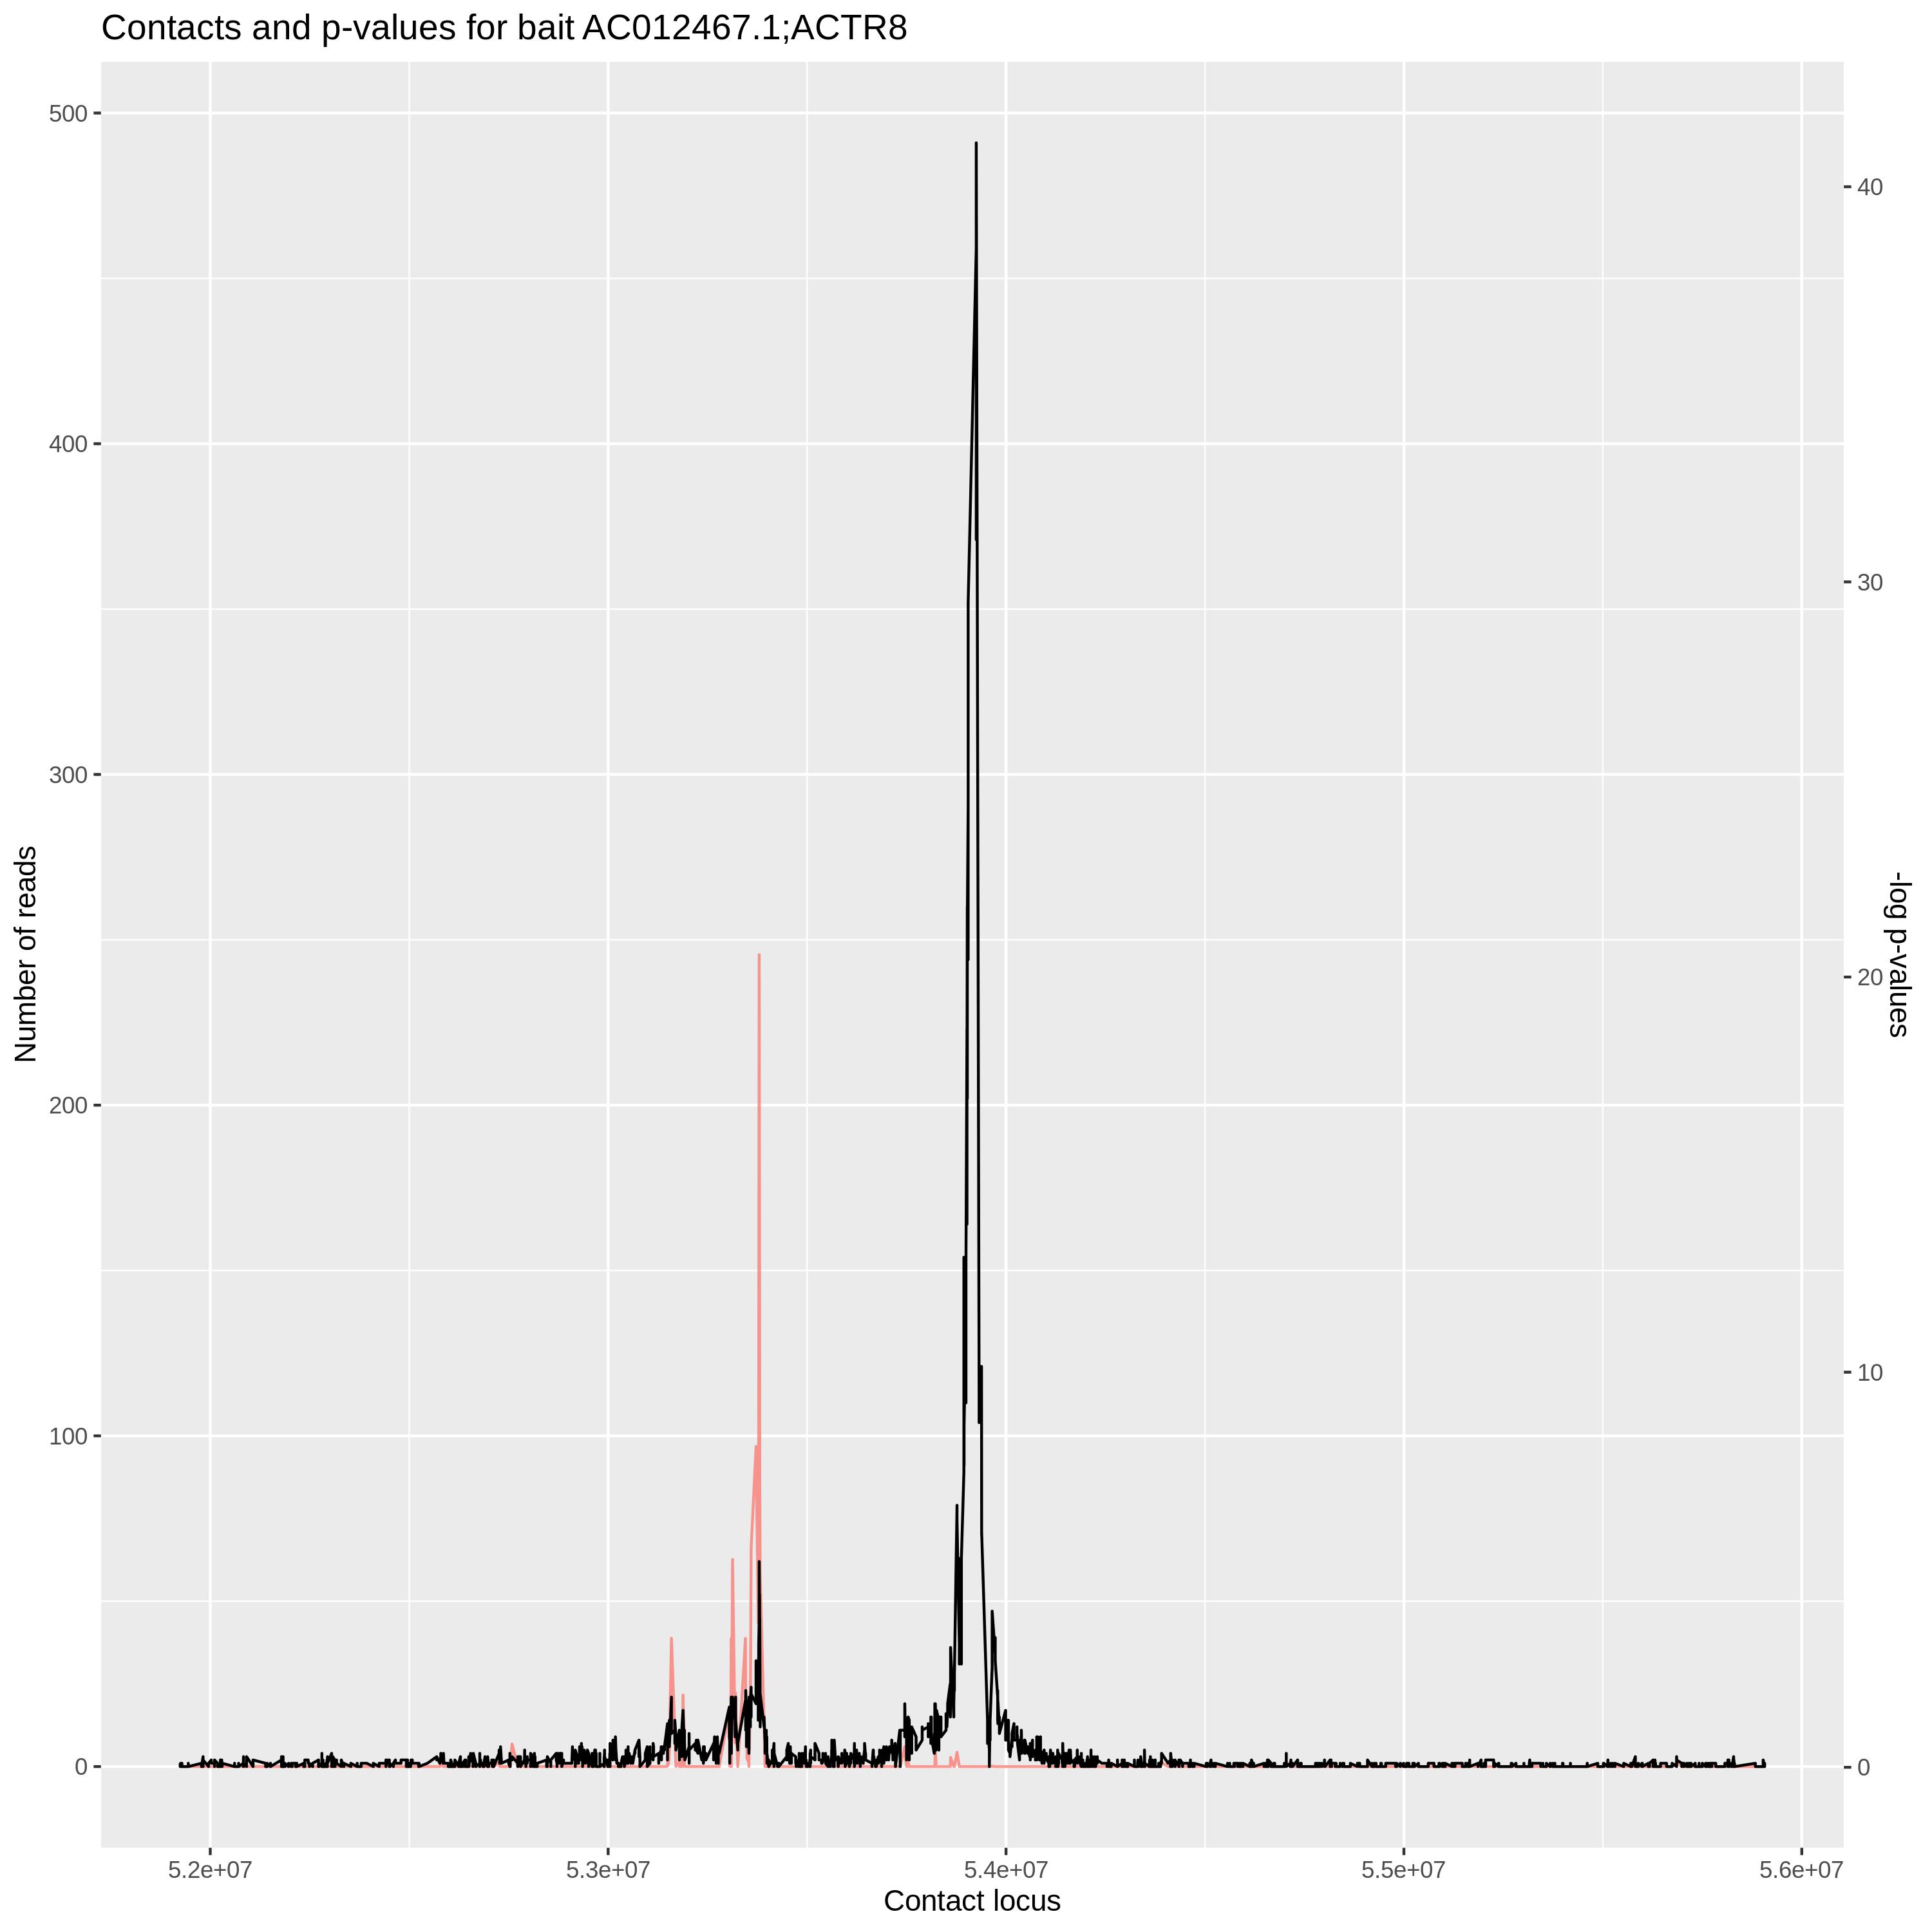 Contacts and p-values for bait AC012467.1;ACTR8
500
400
300
200
100
0
Number of reads
40
30
20
10
0
-log p-values
5.2e+07 5.3e+07 5.4e+07 5.5e+07 5.6e+07
Contact locus